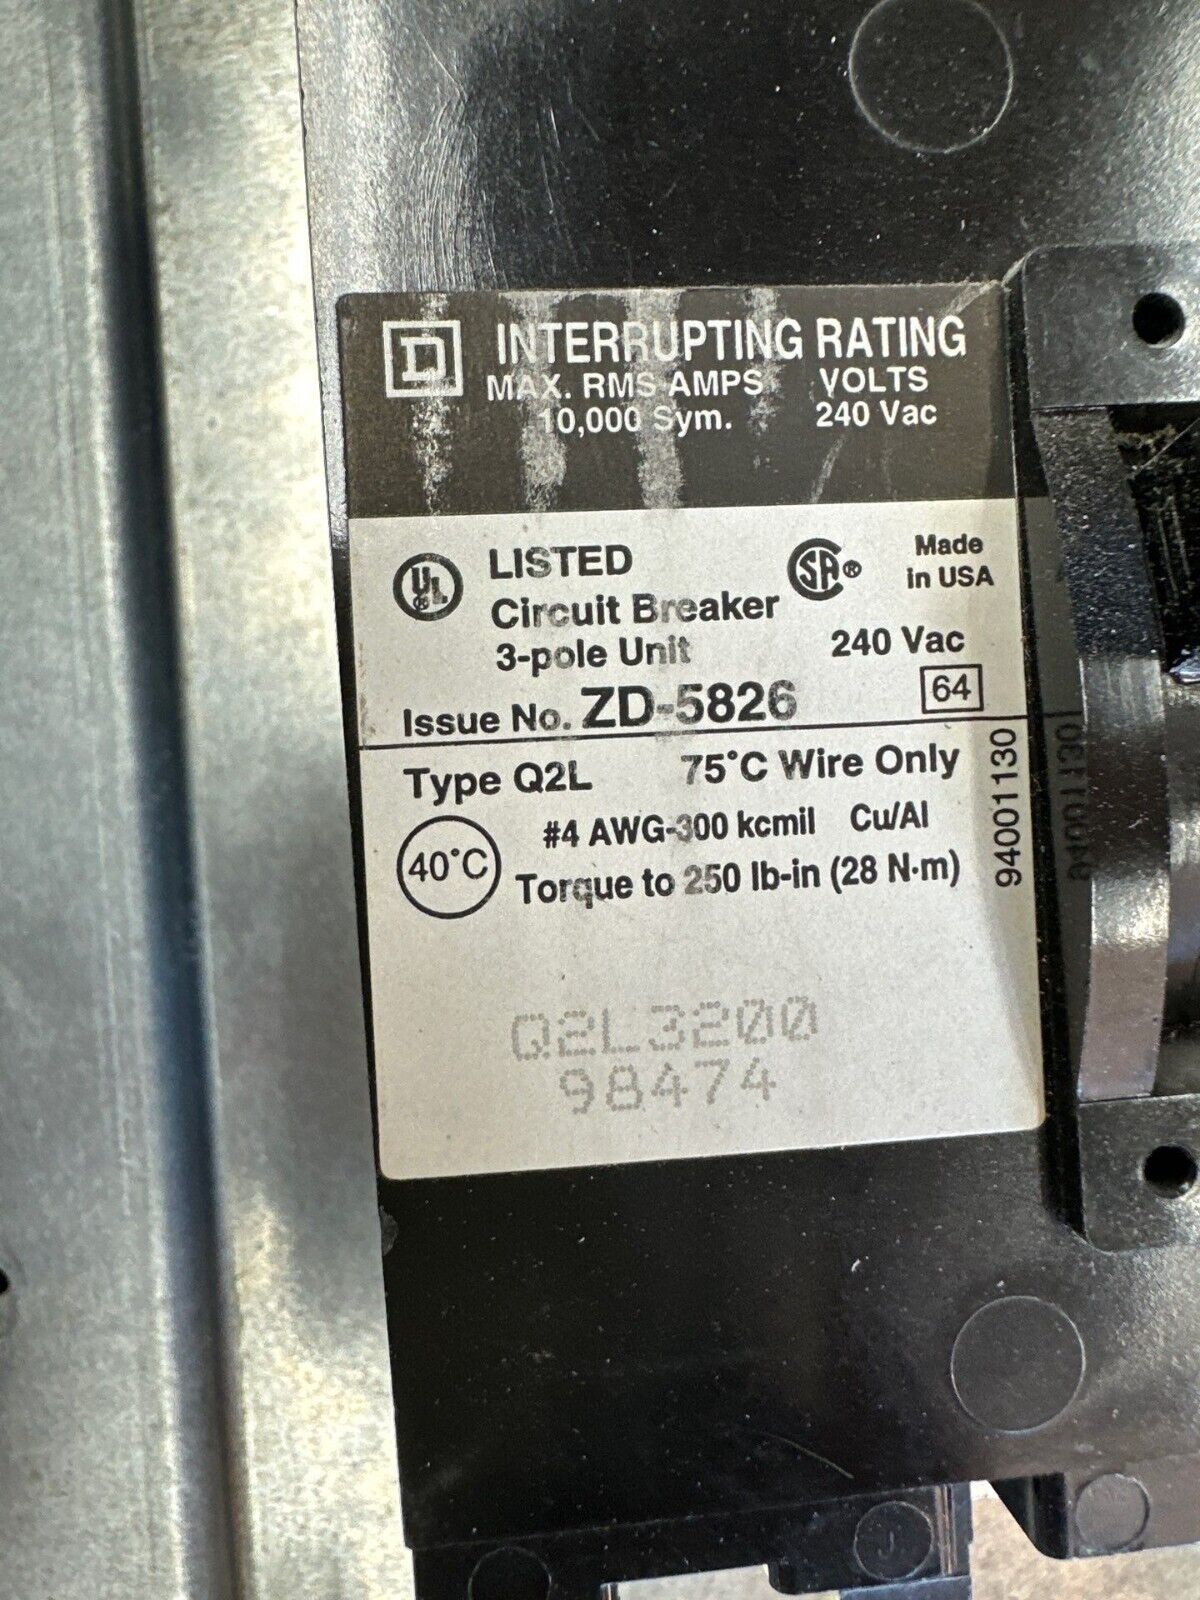 D INTERRUPTING RATING
MAX. RMS AMPS VOLTS
10,000 Sym. 240 Vac
UL® LISTED SA® Made
Circuit Breaker in USA
3-pole Unit 240 Vac
Issue No. ZD-5826 64
Type Q2L 75°C Wire Only
#4 AWG-300 kcmil Cu/Al
40°C Torque to 250 lb-in (28 N·m)
94001130
Q2L3200
98474
J